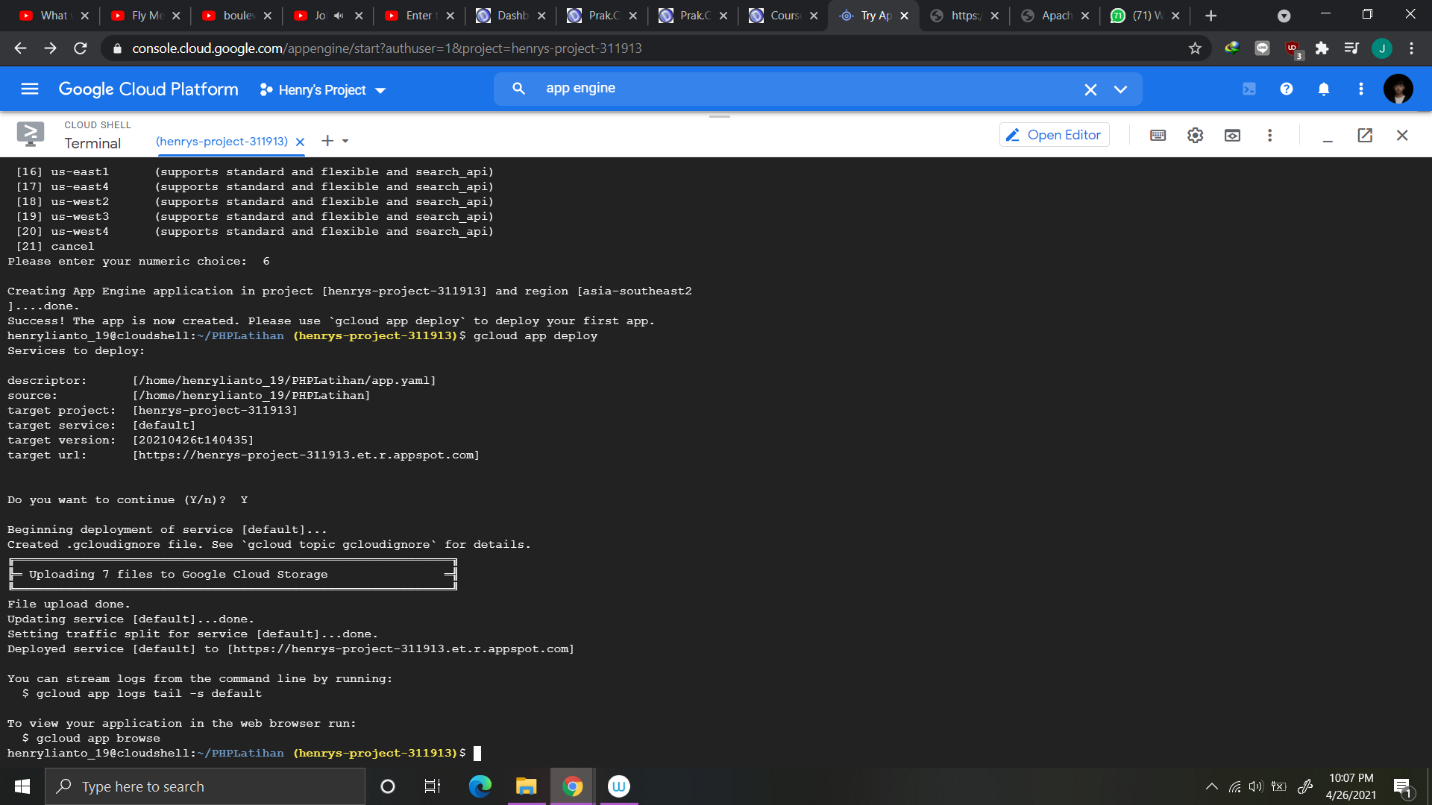 What
Fly Me
boulev
Jo
Enter
Dashb
Prak.C
Prak.C
Course
Try Ap
https:/
Apach
(71) W
console.cloud.google.com/appengine/start?authuser=1&project=henrys-project-311913
3
J
Google Cloud Platform
Henry's Project
app engine
CLOUD SHELL
Terminal
(henrys-project-311913)
Open Editor
[16] us-east1 (supports standard and flexible and search_api)
[17] us-east4 (supports standard and flexible and search_api)
[18] us-west2 (supports standard and flexible and search_api)
[19] us-west3 (supports standard and flexible and search_api)
[20] us-west4 (supports standard and flexible and search_api)
[21] cancel
Please enter your numeric choice: 6
Creating App Engine application in project [henrys-project-311913] and region [asia-southeast2
]....done.
Success! The app is now created. Please use `gcloud app deploy` to deploy your first app.
henrylianto_19@cloudshell:~/PHPLatihan (henrys-project-311913)$ gcloud app deploy
Services to deploy:
descriptor: [/home/henrylianto_19/PHPLatihan/app.yaml]
source: [/home/henrylianto_19/PHPLatihan]
target project: [henrys-project-311913]
target service: [default]
target version: [20210426t140435]
target url: [https://henrys-project-311913.et.r.appspot.com]
Do you want to continue (Y/n)? Y
Beginning deployment of service [default]...
Created .gcloudignore file. See `gcloud topic gcloudignore` for details.
Uploading 7 files to Google Cloud Storage
File upload done.
Updating service [default]...done.
Setting traffic split for service [default]...done.
Deployed service [default] to [https://henrys-project-311913.et.r.appspot.com]
You can stream logs from the command line by running:
$ gcloud app logs tail -s default
To view your application in the web browser run:
$ gcloud app browse
henrylianto_19@cloudshell:~/PHPLatihan (henrys-project-311913)$
Type here to search
10:07 PM
4/26/2021
1